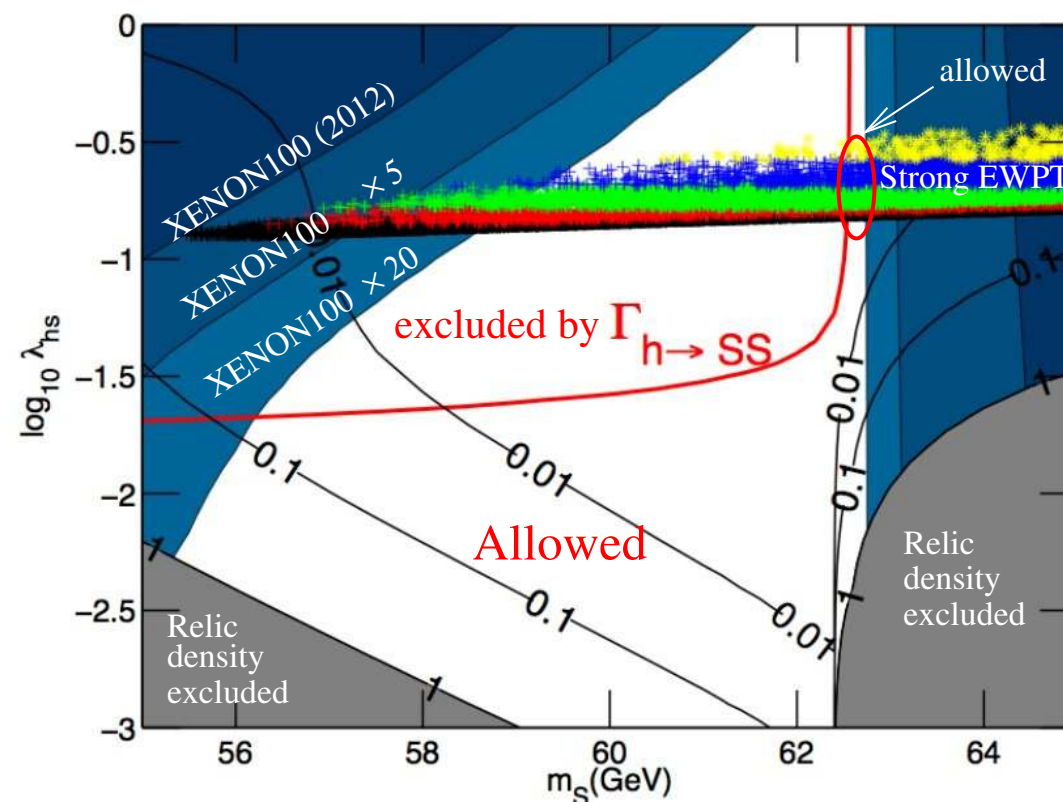 0
−0.5
−1
−1.5
−2
−2.5
−3
log₁₀ λhs
56
58
60
62
64
mS(GeV)
allowed
XENON100 (2012)
XENON100 × 5
XENON100 × 20
Strong EWPT
0.01
0.1
excluded by Γh→ SS
0.01
0.1
0.01
0.1
Allowed
0.1
0.01
1
1
1
1
Relic
density
excluded
Relic
density
excluded